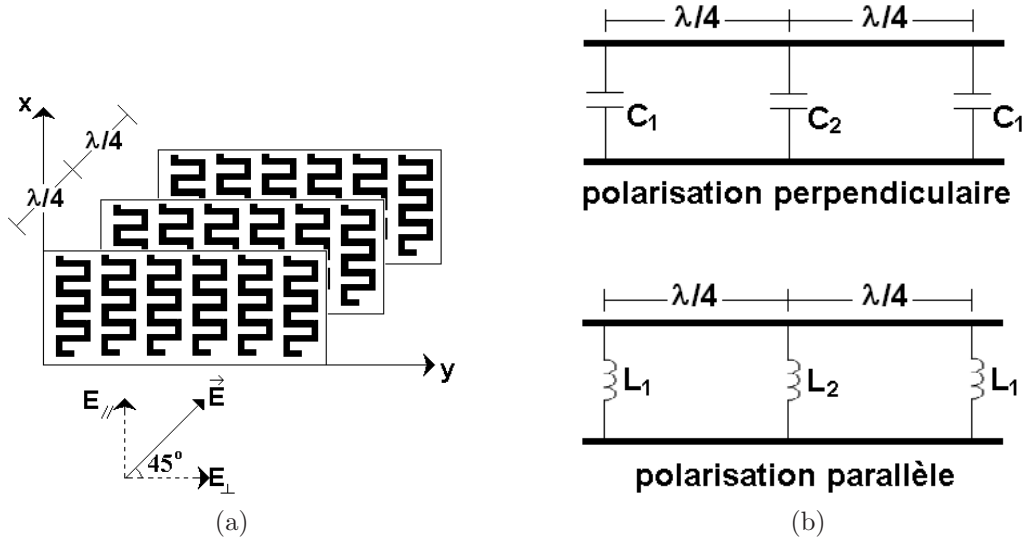 x
λ/4
λ/4
y
E//
E
45°
E⊥
(a)
λ/4 λ/4
C1 C2 C1
polarisation perpendiculaire
λ/4 λ/4
L1 L2 L1
polarisation parallèle
(b)